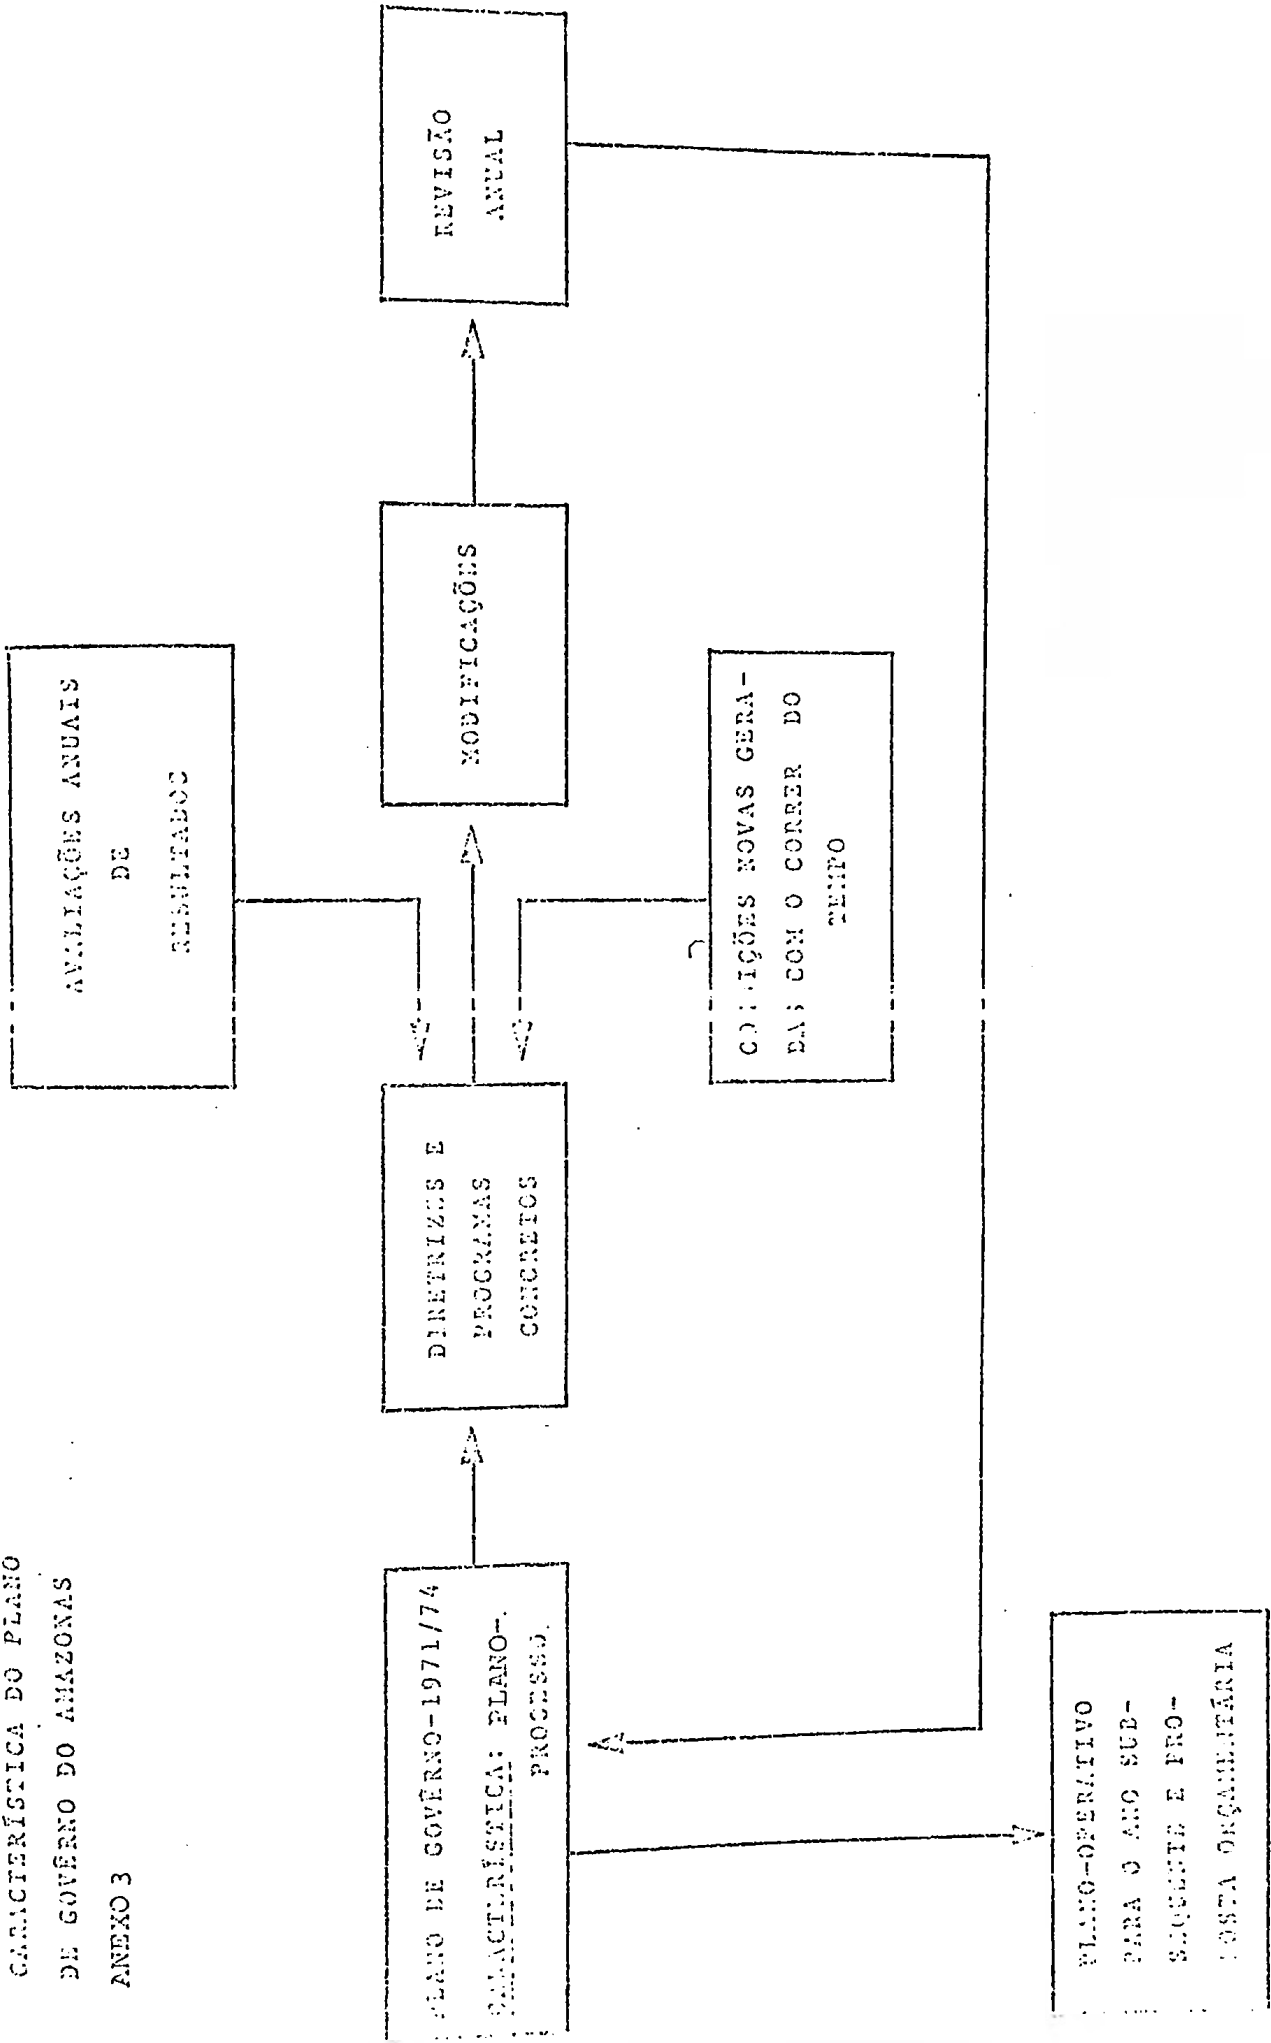 CARACTERÍSTICA DO PLANO
DE GOVÊRNO DO AMAZONAS
ANEXO 3
AVALIAÇÕES ANUAIS
DE
RESULTADOS
PLANO DE GOVÊRNO-1971/74
CARACTERÍSTICA: PLANO-
PROCESSO.
DIRETRIZES E
PROGRAMAS
CONCRETOS
MODIFICAÇÕES
REVISÃO
ANUAL
CONDIÇÕES NOVAS GERA-
DAS COM O CORRER DO
TEMPO
PLANO-OPERATIVO
PARA O ANO SUB-
SEQUENTE E PRO-
POSTA ORÇAMENTÁRIA